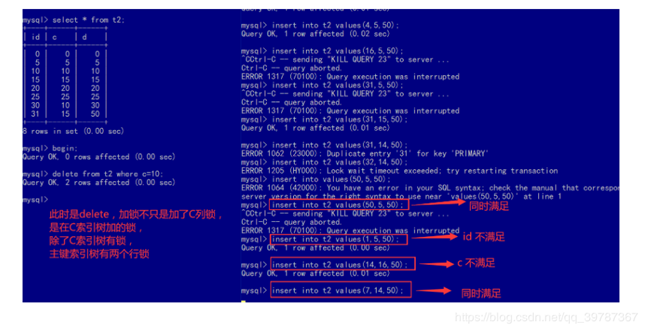 mysql> select * from t2;
id | c | d
0 | 0 | 0
5 | 5 | 5
10 | 10 | 10
15 | 15 | 15
20 | 20 | 20
25 | 25 | 25
30 | 10 | 30
31 | 15 | 50
8 rows in set (0.00 sec)
mysql> begin;
Query OK, 0 rows affected (0.00 sec)
mysql> delete from t2 where c=10;
Query OK, 2 rows affected (0.00 sec)
mysql>
此时是delete，加锁不只是加了C列锁，
是在C索引树加的锁，
除了C索引树有锁，
主键索引树有两个行锁
mysql> insert into t2 values(4,5,50);
Query OK, 1 row affected (0.02 sec)
mysql> insert into t2 values(16,5,50);
^CCtrl-C -- sending "KILL QUERY 23" to server ...
Ctrl-C -- query aborted.
ERROR 1317 (70100): Query execution was interrupted
mysql> insert into t2 values(31,5,50);
^CCtrl-C -- sending "KILL QUERY 23" to server ...
Ctrl-C -- query aborted.
ERROR 1317 (70100): Query execution was interrupted
mysql> insert into t2 values(31,15,50);
Query OK, 1 row affected (0.01 sec)
mysql> insert into t2 values(31,14,50);
ERROR 1062 (23000): Duplicate entry '31' for key 'PRIMARY'
mysql> insert into t2 values(32,14,50);
ERROR 1205 (HY000): Lock wait timeout exceeded; try restarting transaction
mysql> insert into values(50,5,50);
ERROR 1064 (42000): You have an error in your SQL syntax; check the manual that correspon
server version for the right syntax to use near 'values(50,5,50)' at line 1
mysql> insert into t2 values(50,5,50);
同时满足
^CCtrl-C -- sending "KILL QUERY 23" to server ...
Ctrl-C -- query aborted.
ERROR 1317 (70100): Query execution was interrupted
mysql> insert into t2 values(1,5,50);
id 不满足
Query OK, 1 row affected (0.00 sec)
mysql> insert into t2 values(14,16,50);
c 不满足
Query OK, 1 row affected (0.01 sec)
mysql> insert into t2 values(7,14,50);
同时满足
https://blog.csdn.net/qq_39787367